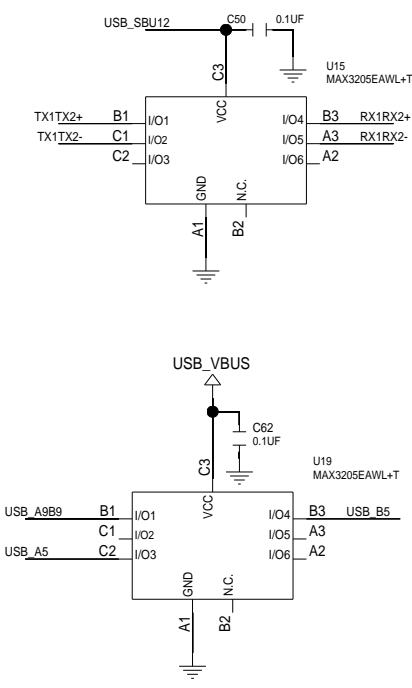 USB_SBU12
C50 0.1UF
C3
U15
MAX3205EAWL+T
VCC
TX1TX2+ B1 I/O1 I/O4 B3 RX1RX2+
TX1TX2- C1 I/O2 I/O5 A3 RX1RX2-
C2 I/O3 I/O6 A2
GND N.C.
A1 B2
USB_VBUS
C62
0.1UF
C3
U19
MAX3205EAWL+T
VCC
USB_A9B9 B1 I/O1 I/O4 B3 USB_B5
C1 I/O2 I/O5 A3
USB_A5 C2 I/O3 I/O6 A2
GND N.C.
A1 B2